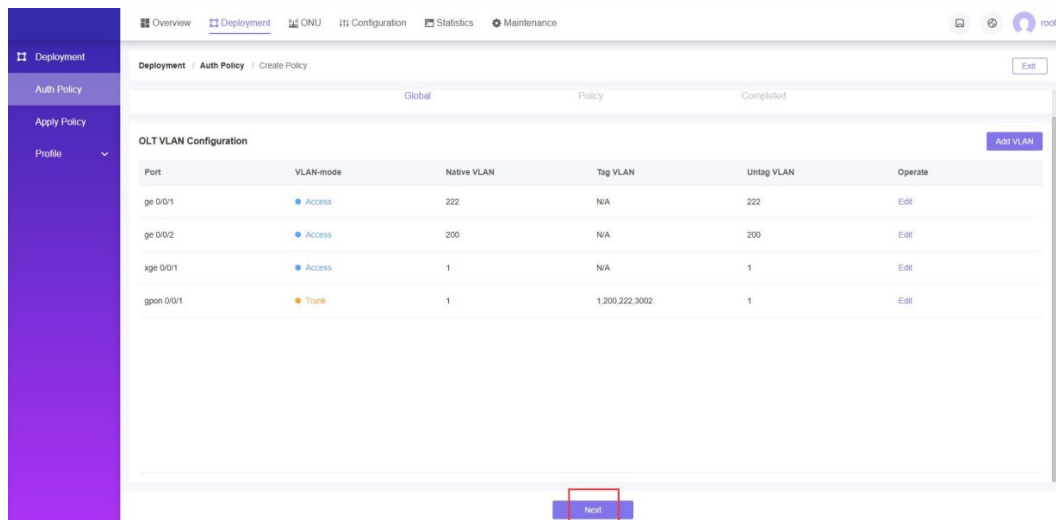 Overview Deployment ONU Configuration Statistics Maintenance root
Deployment
Auth Policy
Apply Policy
Profile
Deployment / Auth Policy / Create Policy Exit
Global Policy Completed
OLT VLAN Configuration Add VLAN
Port VLAN-mode Native VLAN Tag VLAN Untag VLAN Operate
ge 0/0/1 Access 222 N/A 222 Edit
ge 0/0/2 Access 200 N/A 200 Edit
xge 0/0/1 Access 1 N/A 1 Edit
gpon 0/0/1 Trunk 1 1,200,222,3002 1 Edit
Next